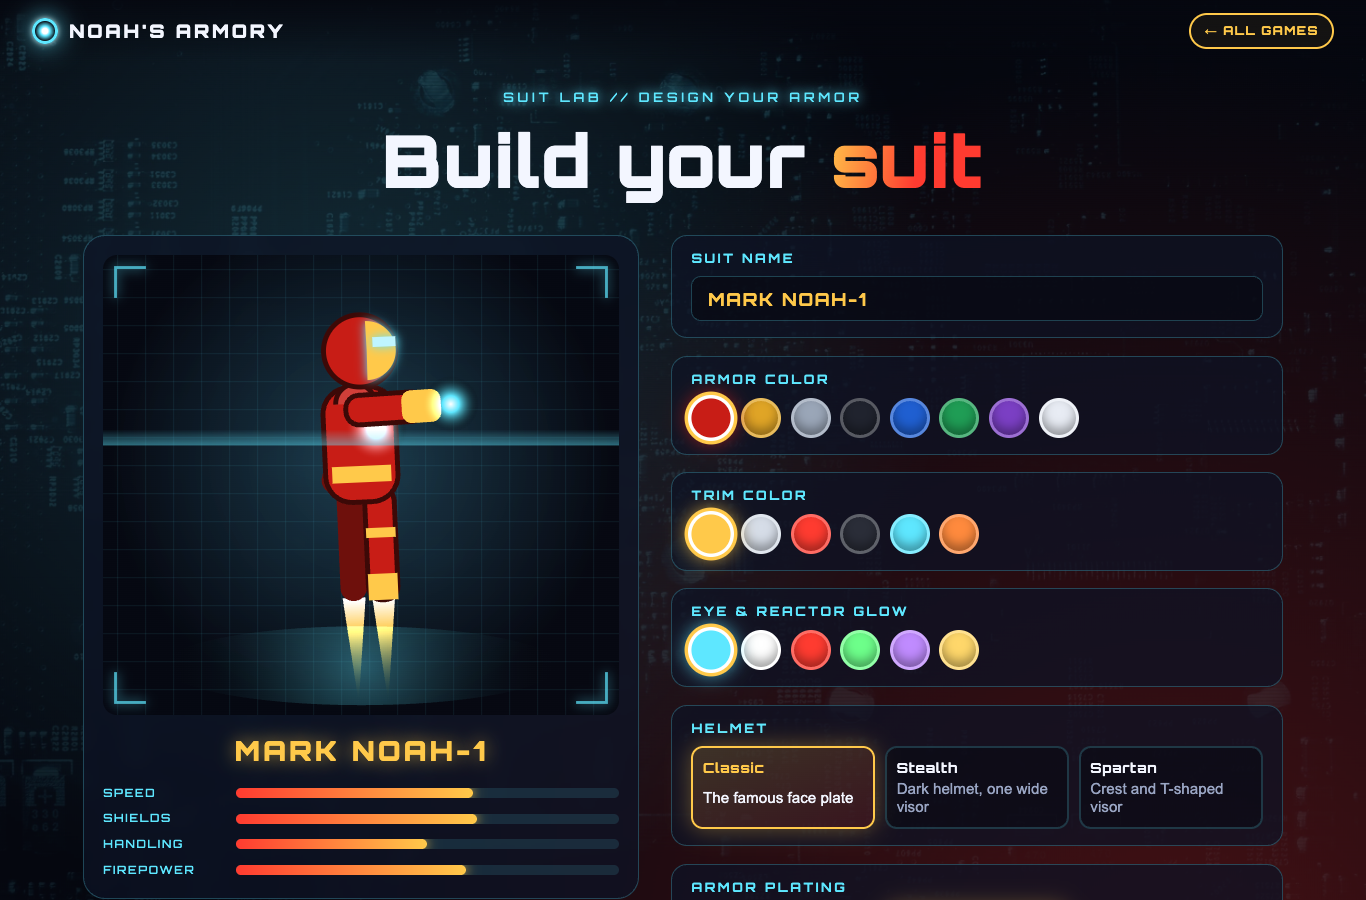 NOAH'S ARMORY
← ALL GAMES
SUIT LAB // DESIGN YOUR ARMOR
Build your suit
MARK NOAH-1
SPEED
SHIELDS
HANDLING
FIREPOWER
SUIT NAME
MARK NOAH-1
ARMOR COLOR
TRIM COLOR
EYE & REACTOR GLOW
HELMET
Classic
The famous face plate
Stealth
Dark helmet, one wide
visor
Spartan
Crest and T-shaped
visor
ARMOR PLATING